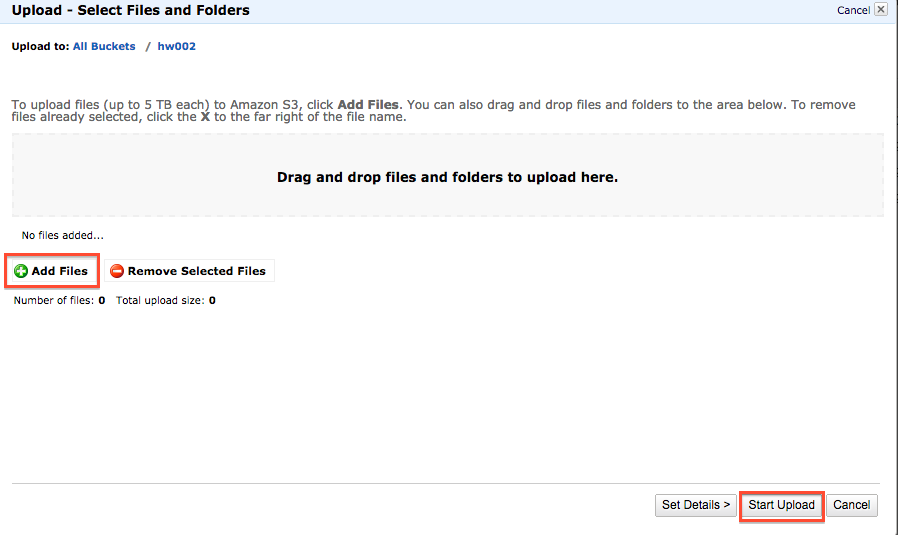 Upload - Select Files and Folders
Cancel
Upload to: All Buckets / hw002
To upload files (up to 5 TB each) to Amazon S3, click Add Files. You can also drag and drop files and folders to the area below. To remove
files already selected, click the X to the far right of the file name.
Drag and drop files and folders to upload here.
No files added...
Add Files
Remove Selected Files
Number of files: 0 Total upload size: 0
Set Details >
Start Upload
Cancel